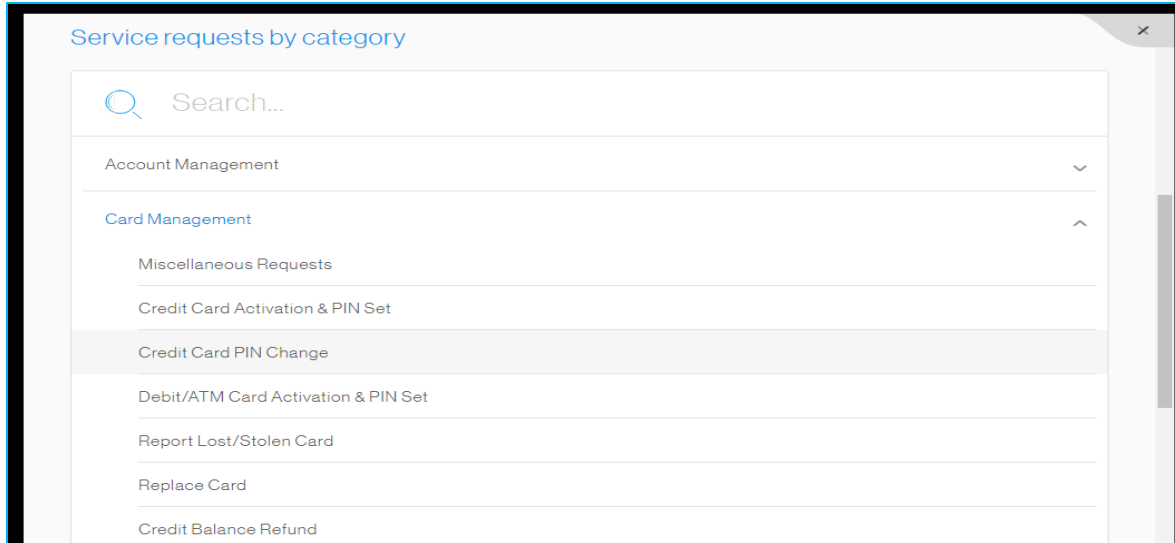 Service requests by category
Search...
Account Management
Card Management
Miscellaneous Requests
Credit Card Activation & PIN Set
Credit Card PIN Change
Debit/ATM Card Activation & PIN Set
Report Lost/Stolen Card
Replace Card
Credit Balance Refund